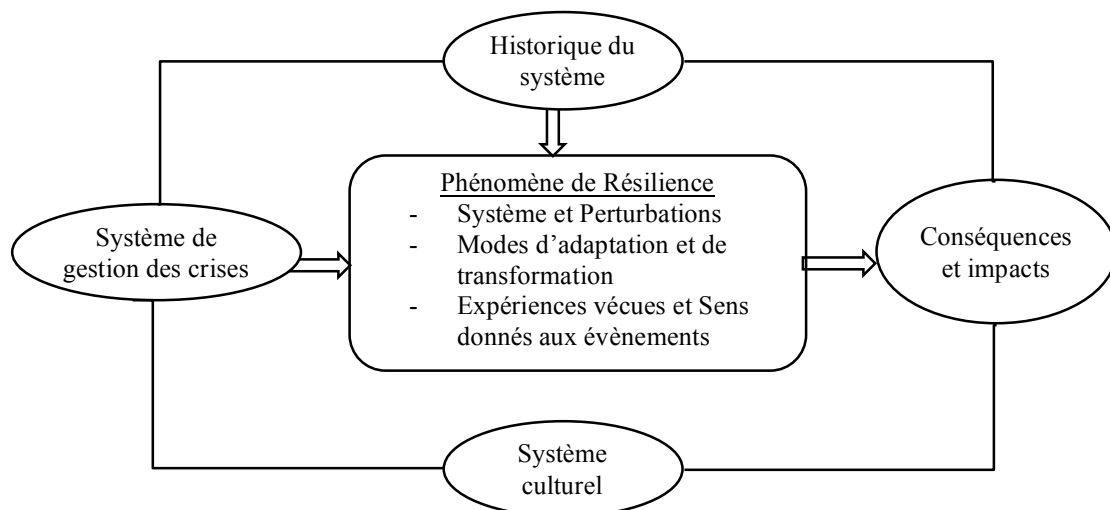 Historique du
système
Phénomène de Résilience
- Système et Perturbations
- Modes d’adaptation et de
transformation
- Expériences vécues et Sens
donnés aux évènements
Système de
gestion des crises
Conséquences
et impacts
Système
culturel